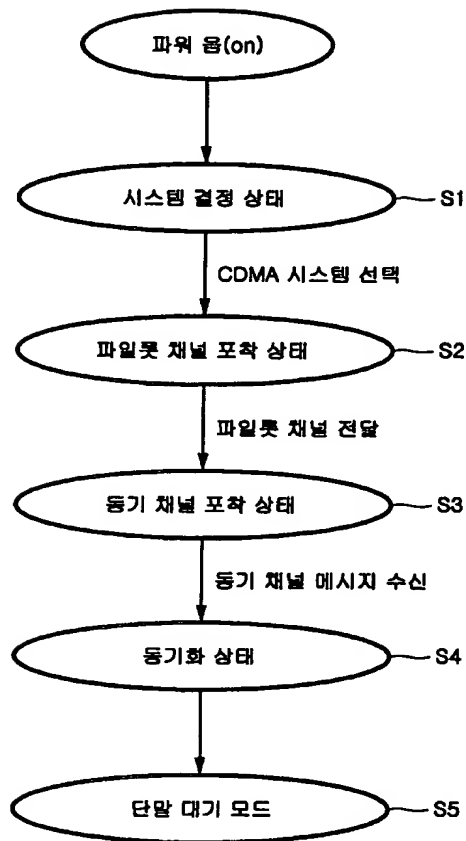 파워 온(on)
시스템 결정 상태
S1
CDMA 시스템 선택
파일롯 채널 포착 상태
S2
파일롯 채널 전달
동기 채널 포착 상태
S3
동기 채널 메시지 수신
동기화 상태
S4
단말 대기 모드
S5